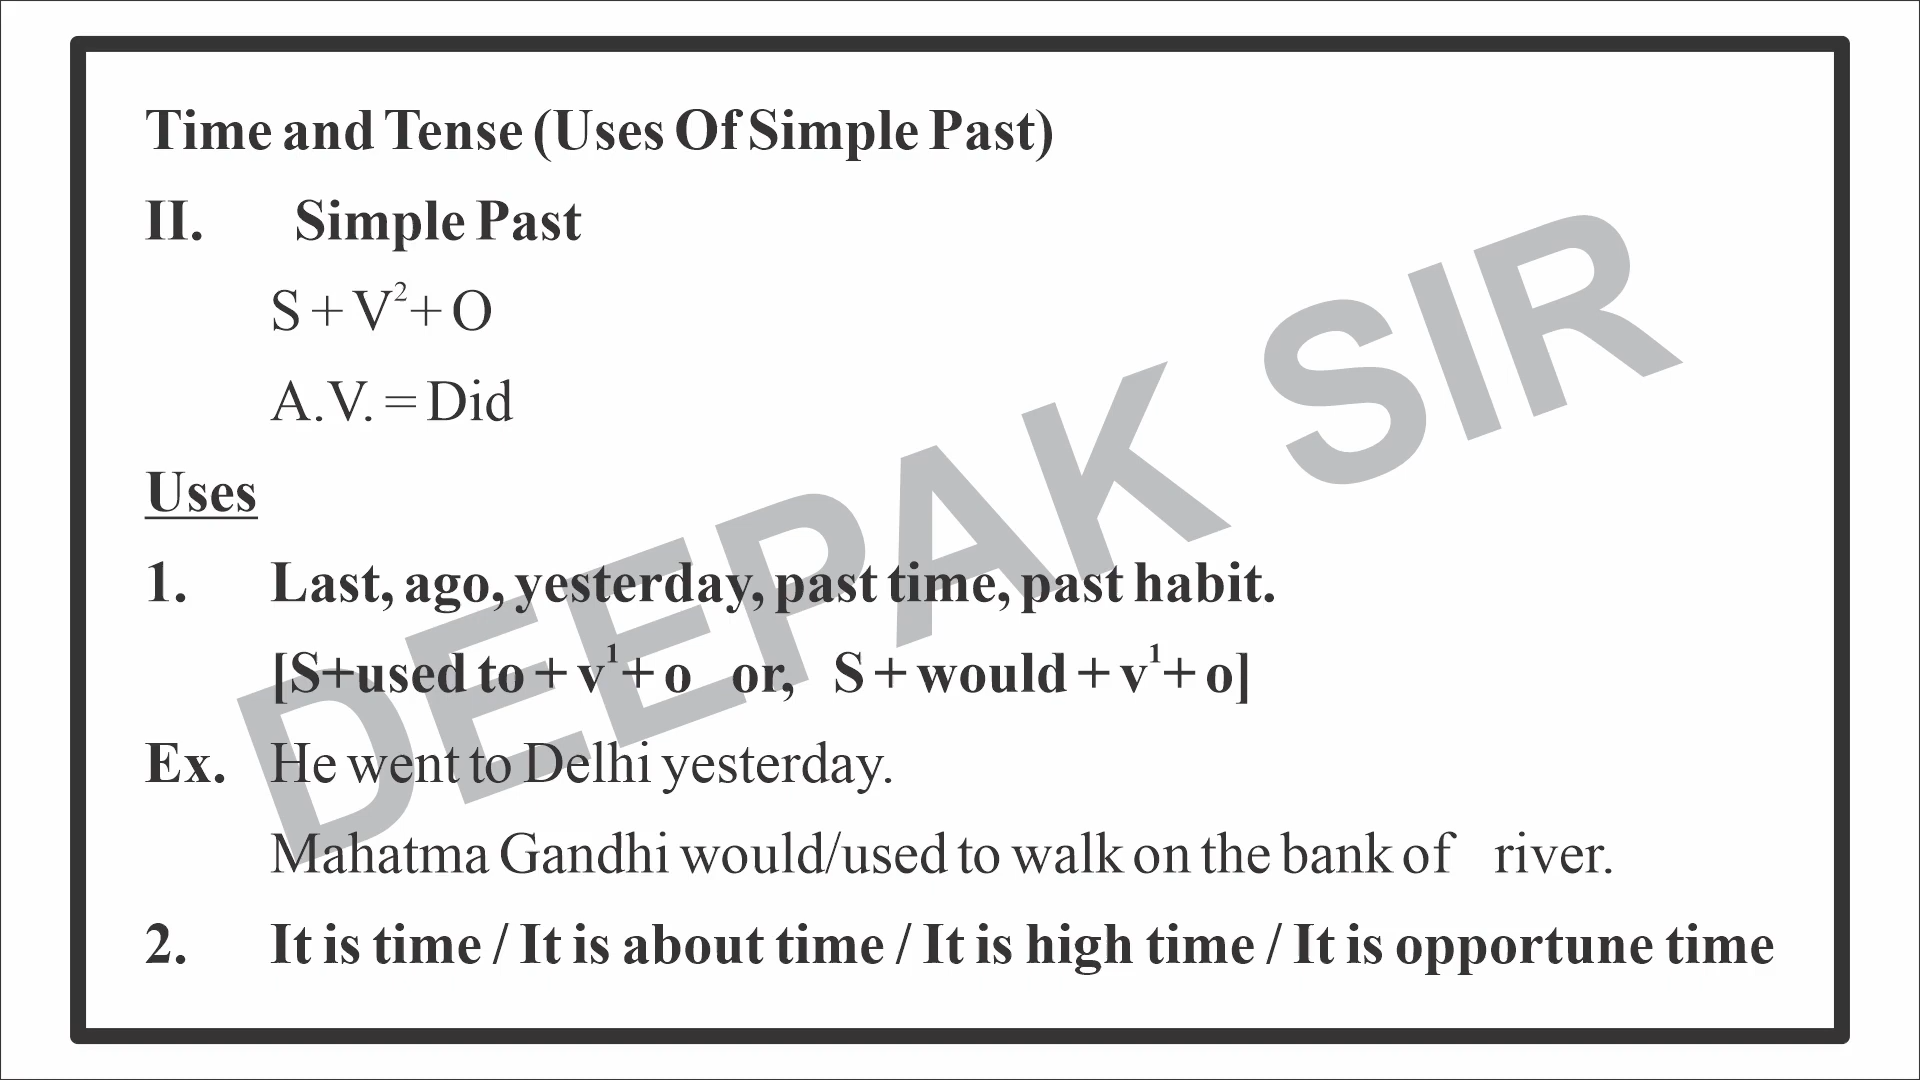 Time and Tense (Uses Of Simple Past)
II. Simple Past
S + V²+ O
A.V. = Did
Uses
1. Last, ago, yesterday, past time, past habit.
[S+used to + v¹+ o or, S + would + v¹+ o]
Ex. He went to Delhi yesterday.
Mahatma Gandhi would/used to walk on the bank of river.
2. It is time / It is about time / It is high time / It is opportune time
DEEPAK SIR